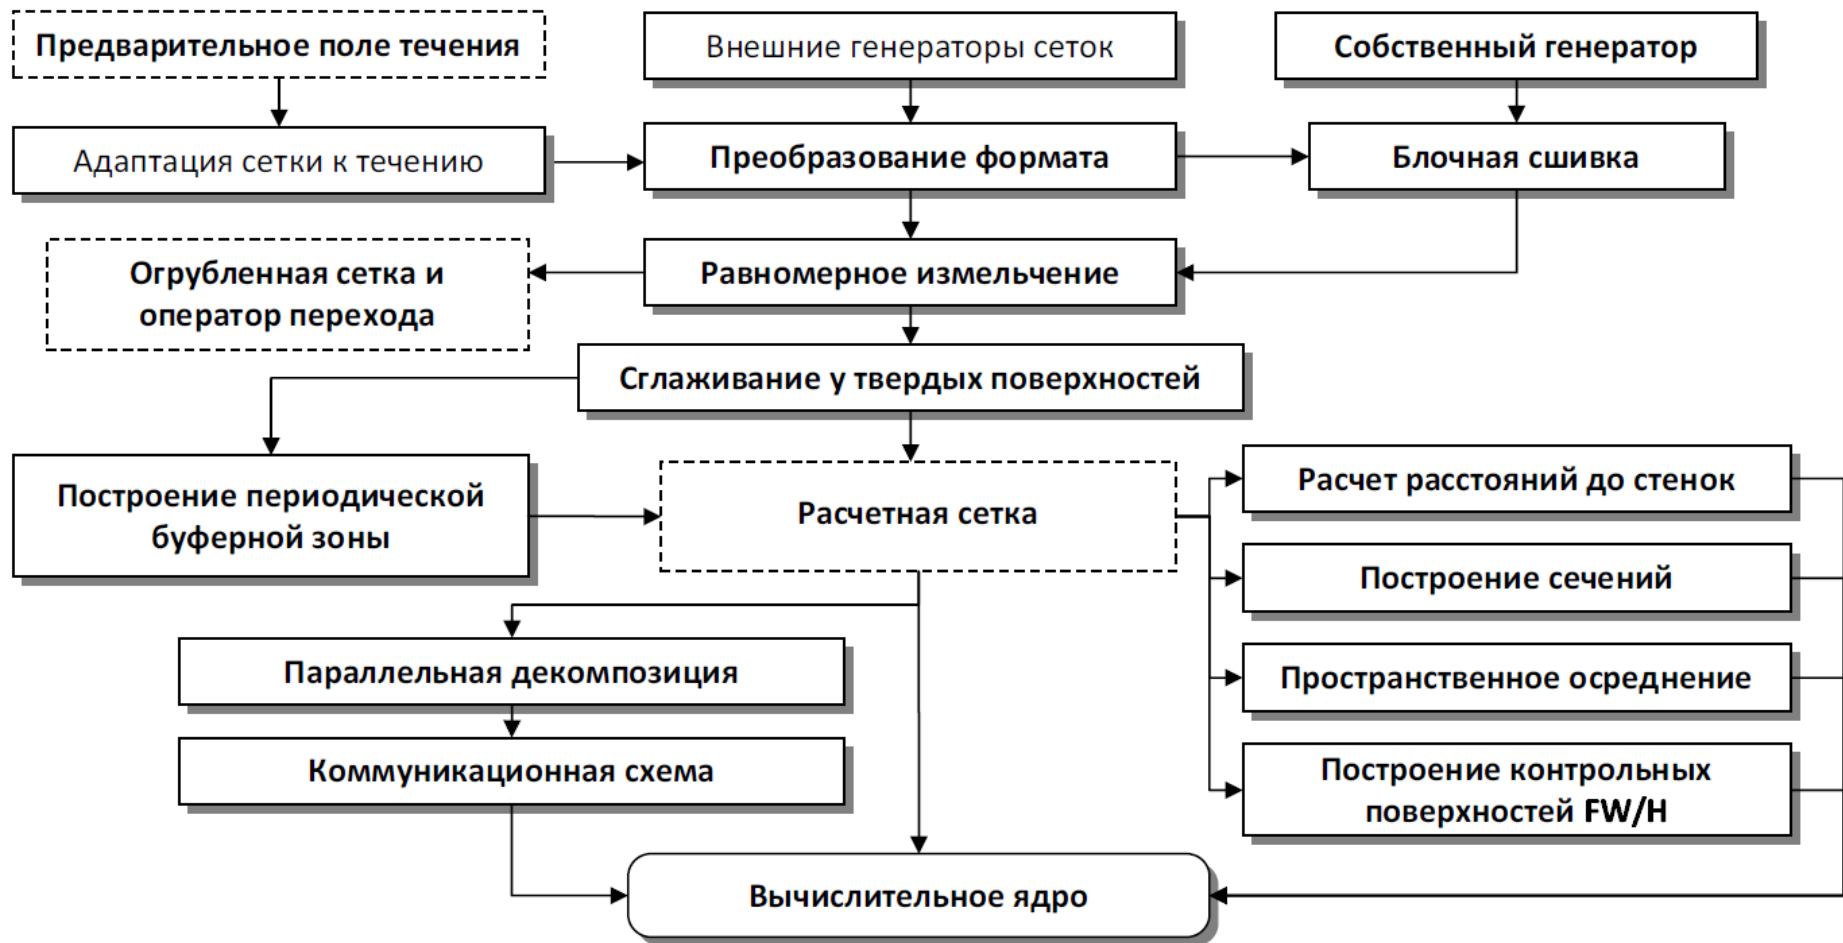 Предварительное поле течения
Внешние генераторы сеток
Собственный генератор
Адаптация сетки к течению
Преобразование формата
Блочная сшивка
Огрубленная сетка и
оператор перехода
Равномерное измельчение
Сглаживание у твердых поверхностей
Построение периодической
буферной зоны
Расчетная сетка
Расчет расстояний до стенок
Построение сечений
Пространственное осреднение
Построение контрольных
поверхностей FW/H
Параллельная декомпозиция
Коммуникационная схема
Вычислительное ядро